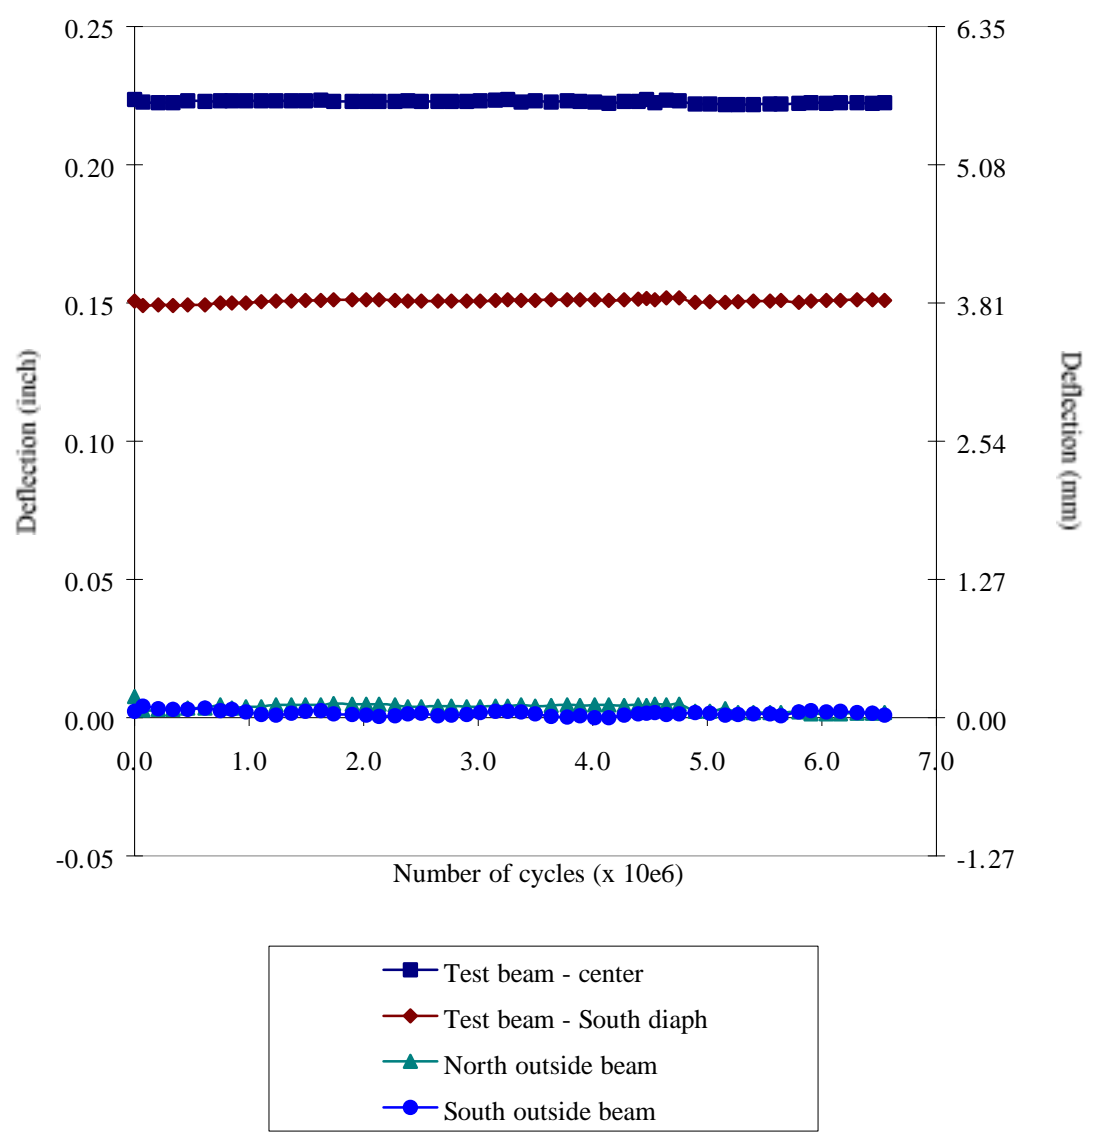 0.25 6.35
0.20 5.08
0.15 3.81
0.10 2.54
0.05 1.27
0.00 0.00
-0.05 -1.27
Deflection (inch)
Deflection (mm)
0.0 1.0 2.0 3.0 4.0 5.0 6.0 7.0
Number of cycles (x 10e6)
Test beam - center
Test beam - South diaph
North outside beam
South outside beam